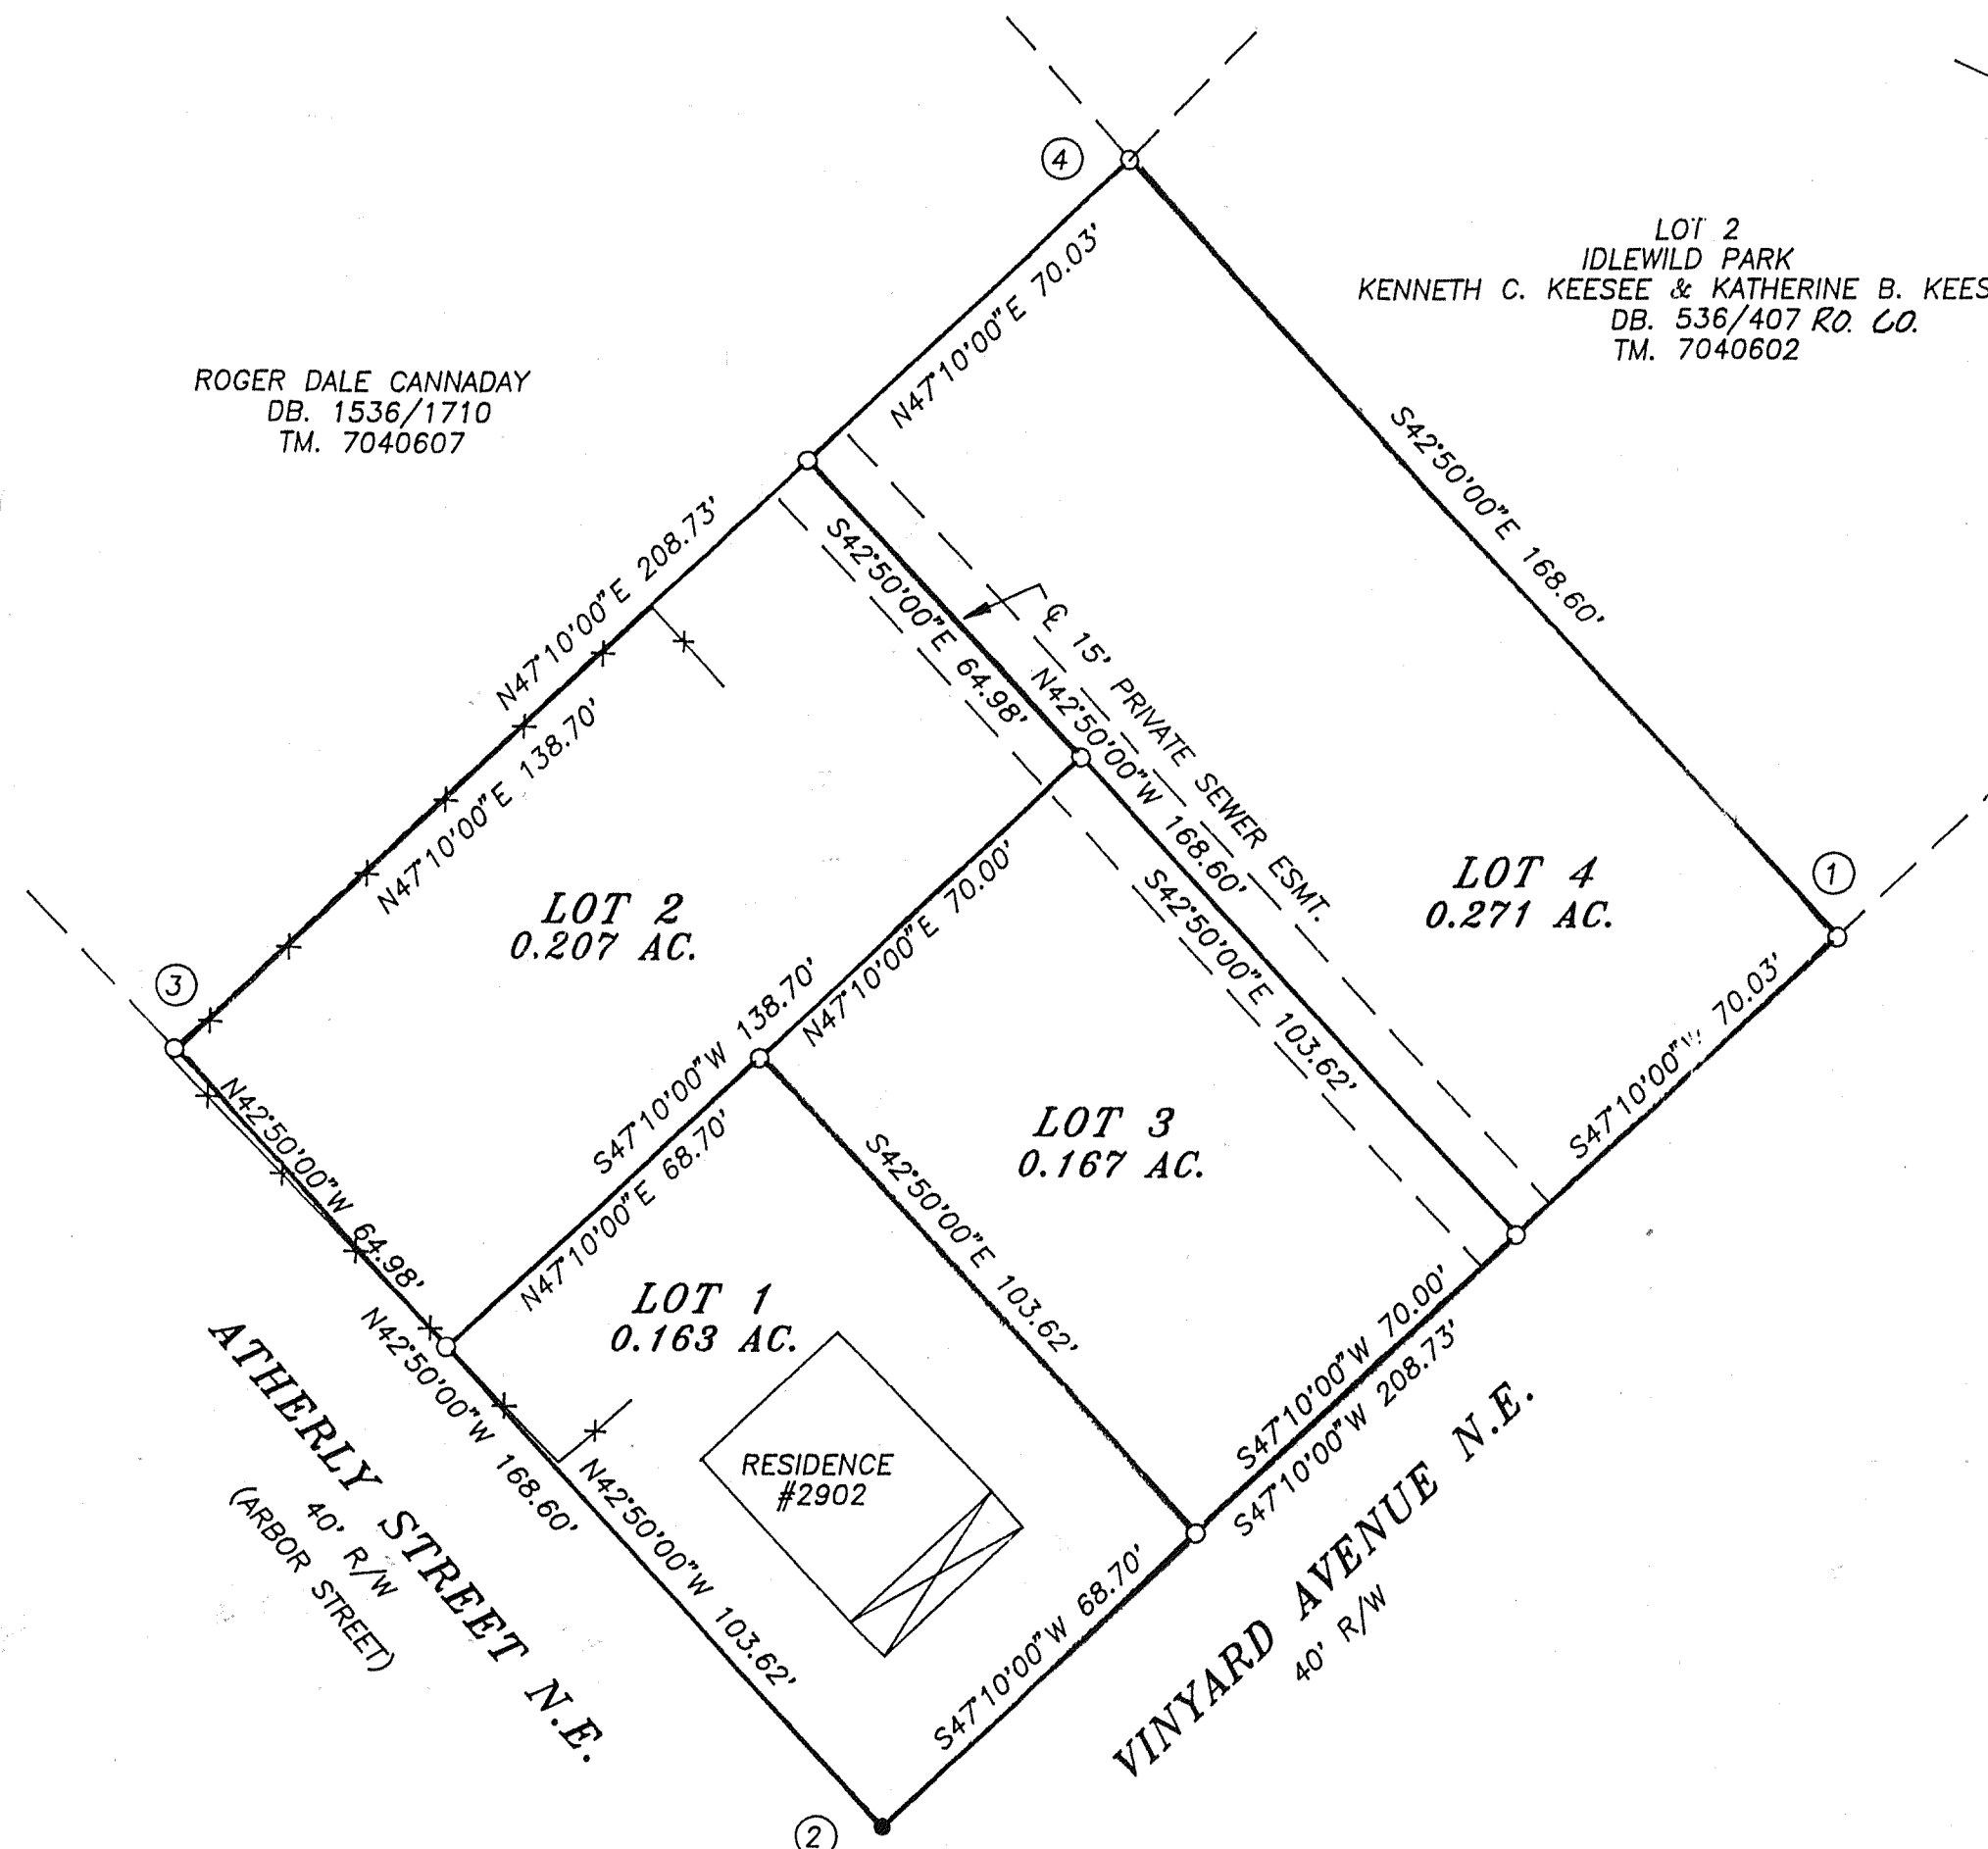 4
LOT 2
IDLEWILD PARK
KENNETH C. KEESEE & KATHERINE B. KEES
DB. 536/407 RO. CO.
TM. 7040602
ROGER DALE CANNADAY
DB. 1536/1710
TM. 7040607
N47°10'00"E 70.03'
S42°50'00"E 168.60'
N47°10'00"E 208.73'
N47°10'00"E 138.70'
S42°50'00"E 64.98'
℄ 15' PRIVATE SEWER ESMT.
N42°50'00"W 168.60'
LOT 4
0.271 AC.
1
LOT 2
0.207 AC.
N47°10'00"E 70.00'
S42°50'00"E 103.62'
S47°10'00"W 70.03'
3
S47°10'00"W 138.70'
N47°10'00"E 68.70'
N42°50'00"W 64.98'
LOT 3
0.167 AC.
S42°50'00"E 103.62'
LOT 1
0.163 AC.
S47°10'00"W 70.00'
S47°10'00"W 208.73'
N42°50'00"W 168.60'
RESIDENCE
#2902
N42°50'00"W 103.62'
ATHERLY STREET N.E.
40' R/W
(ARBOR STREET)
S47°10'00"W 68.70'
VINYARD AVENUE N.E.
40' R/W
2